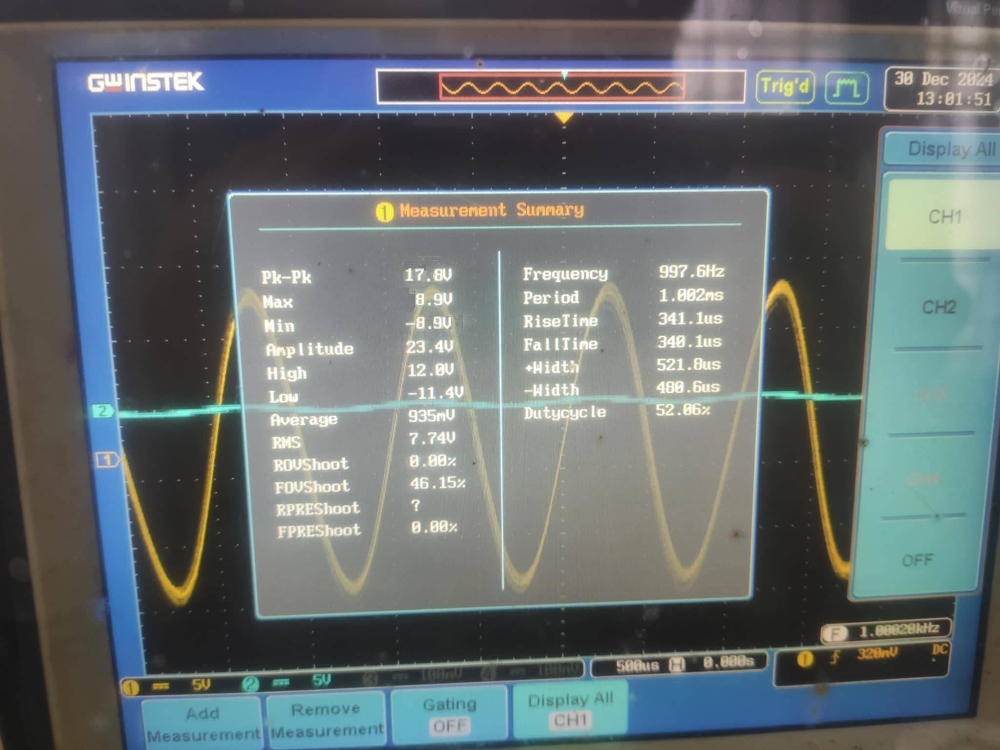 GWINSTEK
Trig'd
30 Dec 2024
13:01:51
Display All
CH1
CH2
CH3
CH4
OFF
1 Measurement Summary
Pk-Pk 17.8V
Max 8.9V
Min -8.9V
Amplitude 23.4V
High 12.0V
Low -11.4V
Average 935mV
RMS 7.74V
ROVShoot 0.00%
FOVShoot 46.15%
RPREShoot ?
FPREShoot 0.00%
Frequency 997.6Hz
Period 1.002ms
RiseTime 341.1us
FallTime 340.1us
+Width 521.8us
-Width 480.6us
Dutycycle 52.06%
2
1
F 1.00020kHz
1 5V 2 5V 3 100mV 4 100mV 500us H 0.000s 1 320mV DC
Add Measurement
Remove Measurement
Gating OFF
Display All CH1